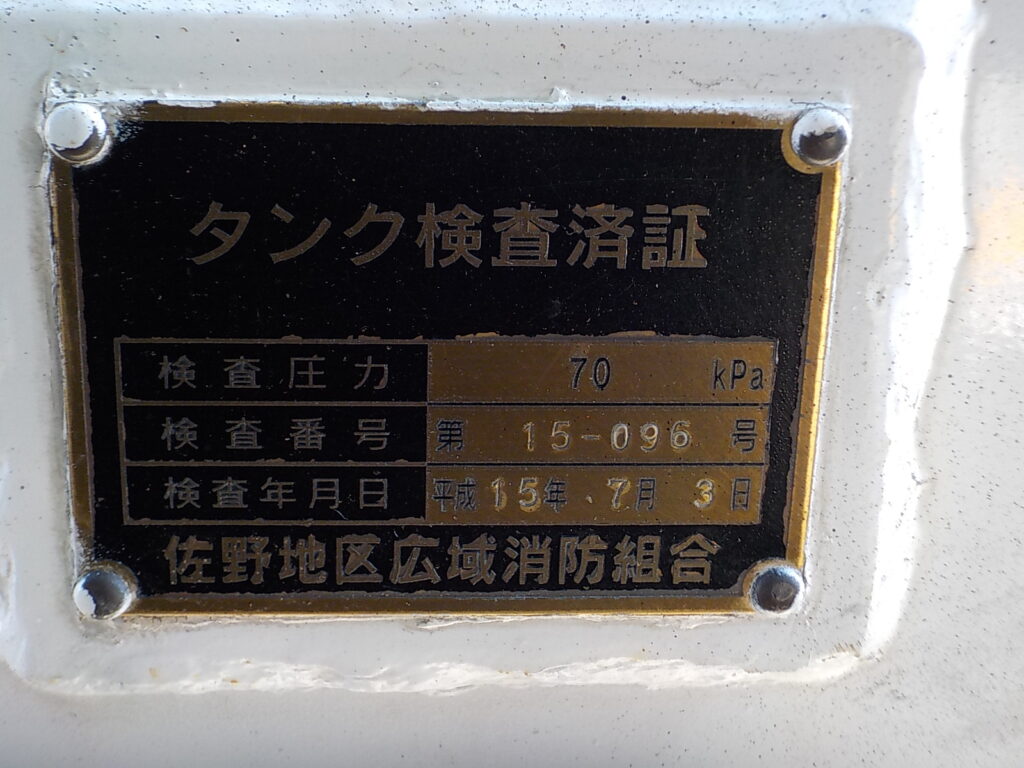 タンク検査済証
検査圧力 70 kPa
検査番号 第 15-096 号
検査年月日 平成15年 7月 3日
佐野地区広域消防組合